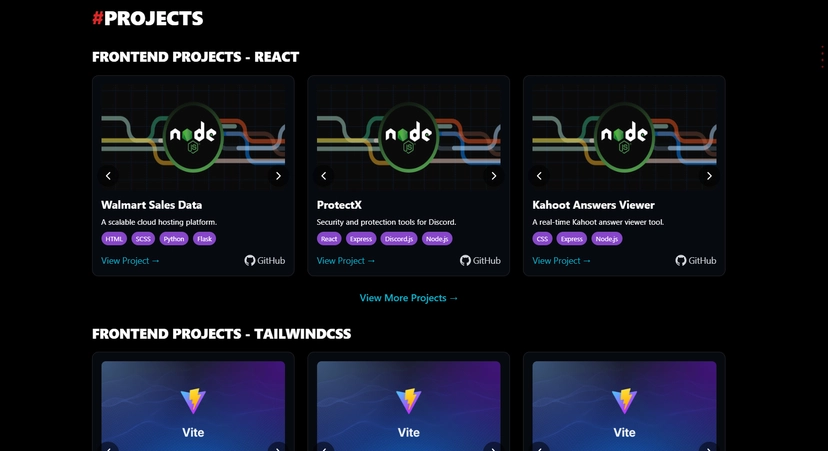 #PROJECTS
FRONTEND PROJECTS - REACT
node
JS
node
JS
node
JS
Walmart Sales Data
A scalable cloud hosting platform.
HTML SCSS Python Flask
View Project → GitHub
ProtectX
Security and protection tools for Discord.
React Express Discord.js Node.js
View Project → GitHub
Kahoot Answers Viewer
A real-time Kahoot answer viewer tool.
CSS Express Node.js
View Project → GitHub
View More Projects →
FRONTEND PROJECTS - TAILWINDCSS
Vite
Vite
Vite